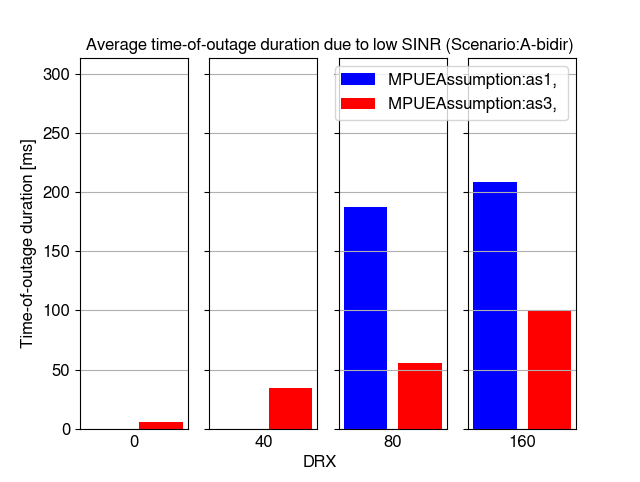 Average time-of-outage duration due to low SINR (Scenario:A-bidir)
MPUEAssumption:as1,
MPUEAssumption:as3,
Time-of-outage duration [ms]
300
250
200
150
100
50
0
0 40 80 160
DRX